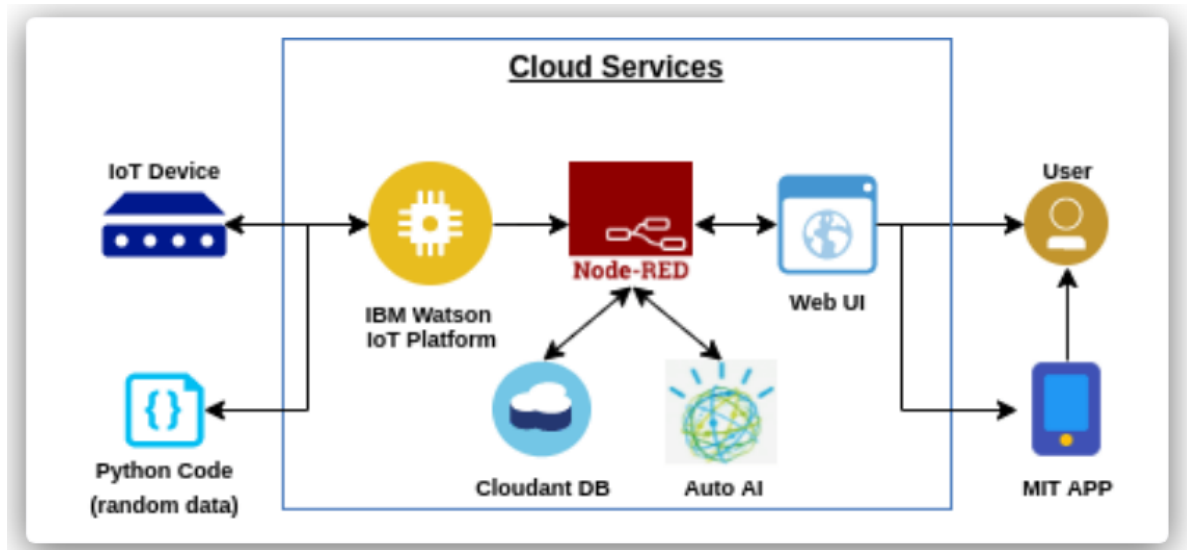 Cloud Services
IoT Device
User
Node-RED
IBM Watson
IoT Platform
Web UI
{}
Python Code
(random data)
Cloudant DB
Auto AI
MIT APP